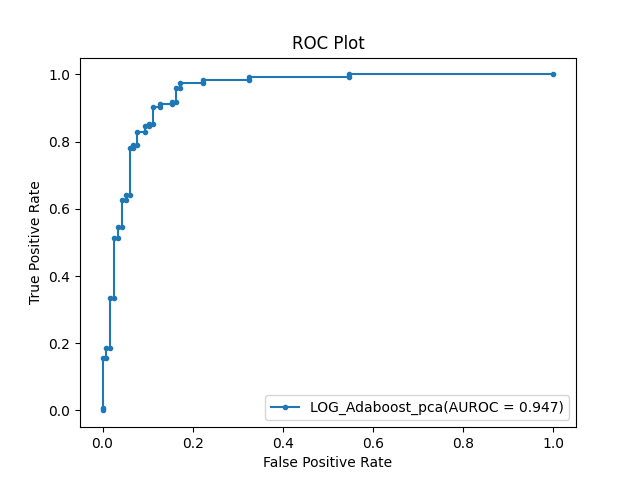 ROC Plot
True Positive Rate
1.0
0.8
0.6
0.4
0.2
0.0
LOG_Adaboost_pca(AUROC = 0.947)
0.0 0.2 0.4 0.6 0.8 1.0
False Positive Rate